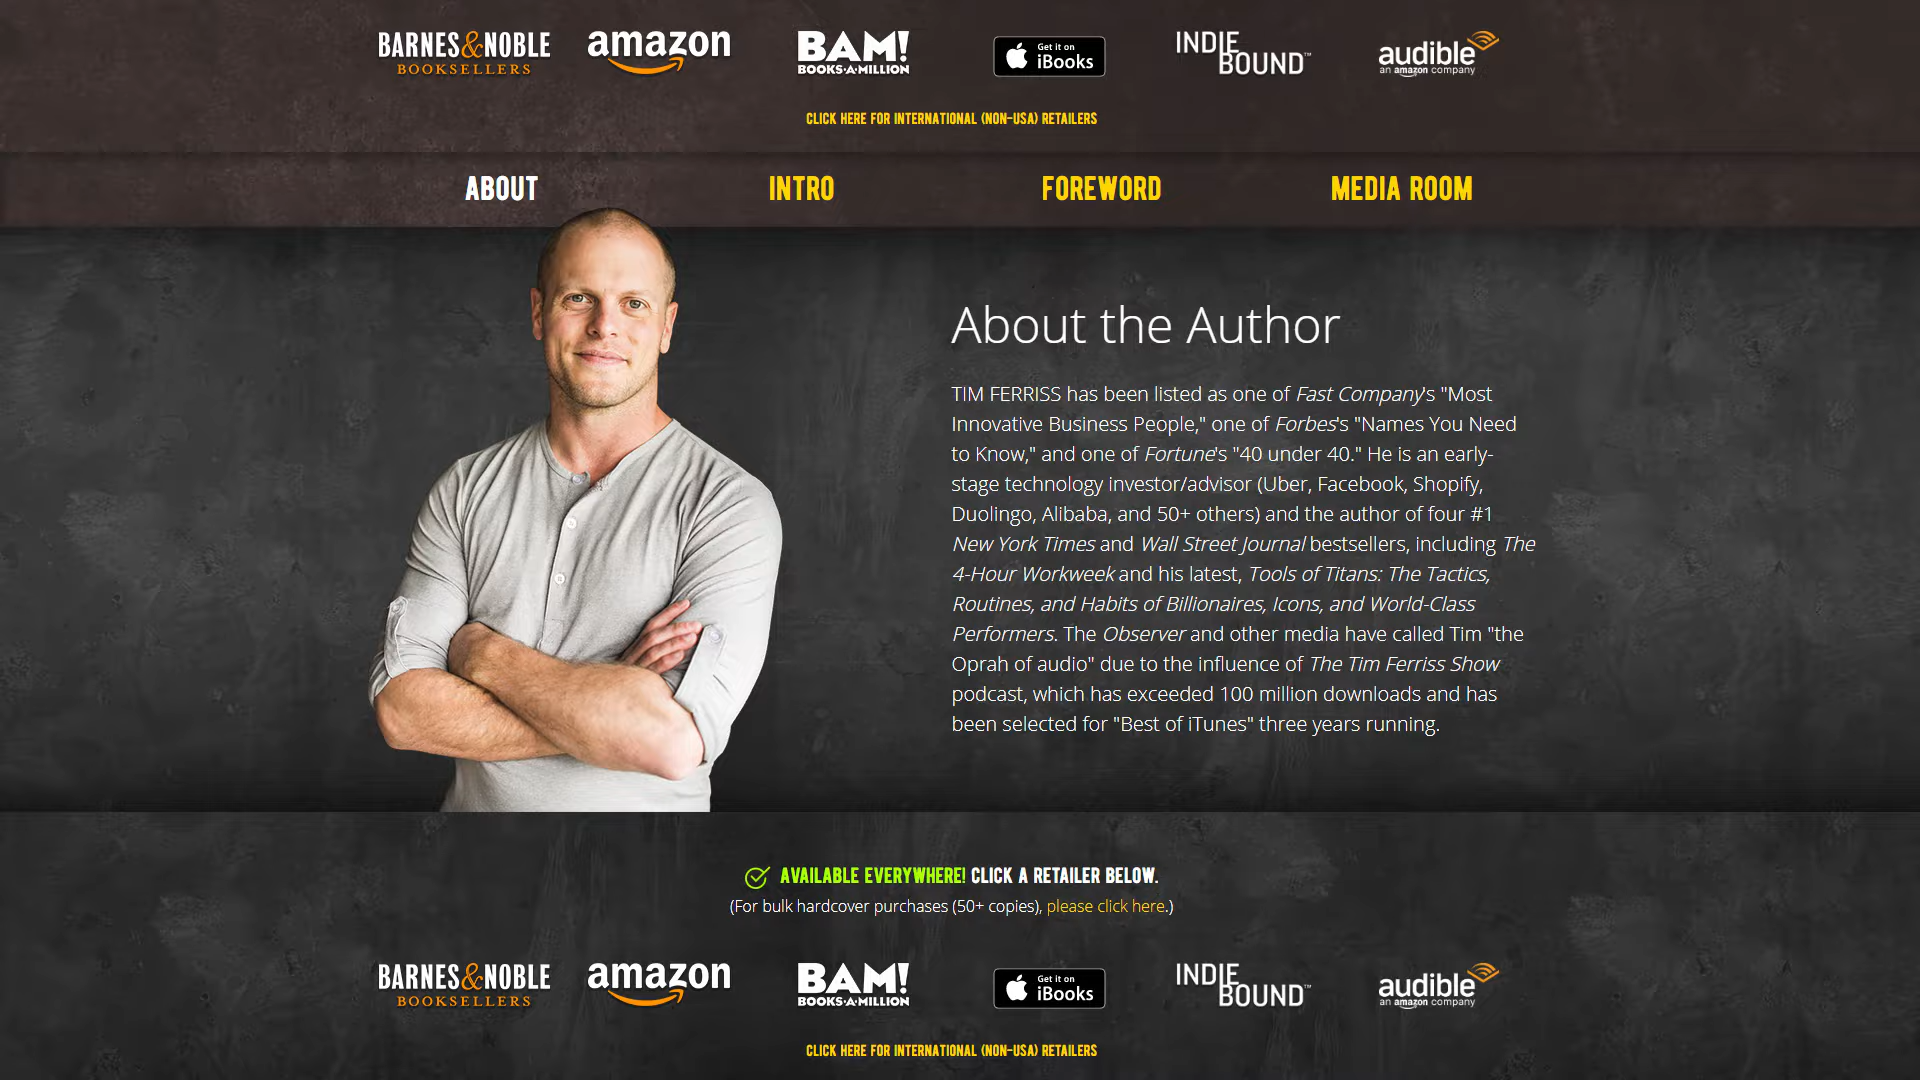 BARNES&NOBLE
BOOKSELLERS
amazon
BAM!
BOOKS·A·MILLION
Get it on
iBooks
INDIE
BOUND™
audible
an amazon company
CLICK HERE FOR INTERNATIONAL (NON-USA) RETAILERS
ABOUT
INTRO
FOREWORD
MEDIA ROOM
About the Author
TIM FERRISS has been listed as one of Fast Company's "Most
Innovative Business People," one of Forbes's "Names You Need
to Know," and one of Fortune's "40 under 40." He is an early-
stage technology investor/advisor (Uber, Facebook, Shopify,
Duolingo, Alibaba, and 50+ others) and the author of four #1
New York Times and Wall Street Journal bestsellers, including The
4-Hour Workweek and his latest, Tools of Titans: The Tactics,
Routines, and Habits of Billionaires, Icons, and World-Class
Performers. The Observer and other media have called Tim "the
Oprah of audio" due to the influence of The Tim Ferriss Show
podcast, which has exceeded 100 million downloads and has
been selected for "Best of iTunes" three years running.
AVAILABLE EVERYWHERE! CLICK A RETAILER BELOW.
(For bulk hardcover purchases (50+ copies), please click here.)
BARNES&NOBLE
BOOKSELLERS
amazon
BAM!
BOOKS·A·MILLION
Get it on
iBooks
INDIE
BOUND™
audible
an amazon company
CLICK HERE FOR INTERNATIONAL (NON-USA) RETAILERS